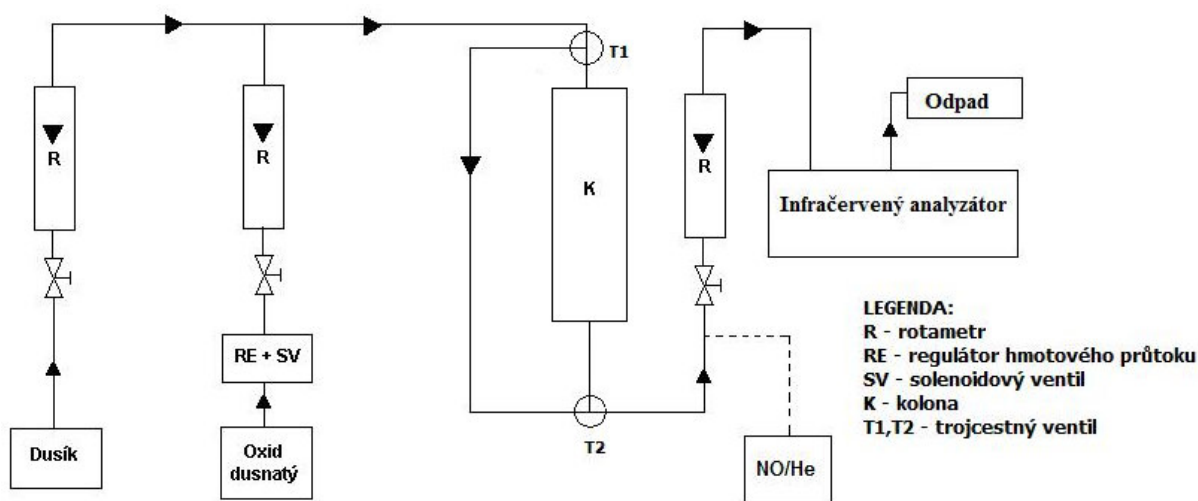 T1
Odpad
R
R
R
K
Infračervený analyzátor
LEGENDA:
R - rotametr
RE - regulátor hmotového průtoku
SV - solenoidový ventil
K - kolona
T1,T2 - trojcestný ventil
RE + SV
T2
Dusík
Oxid
dusnatý
NO/He